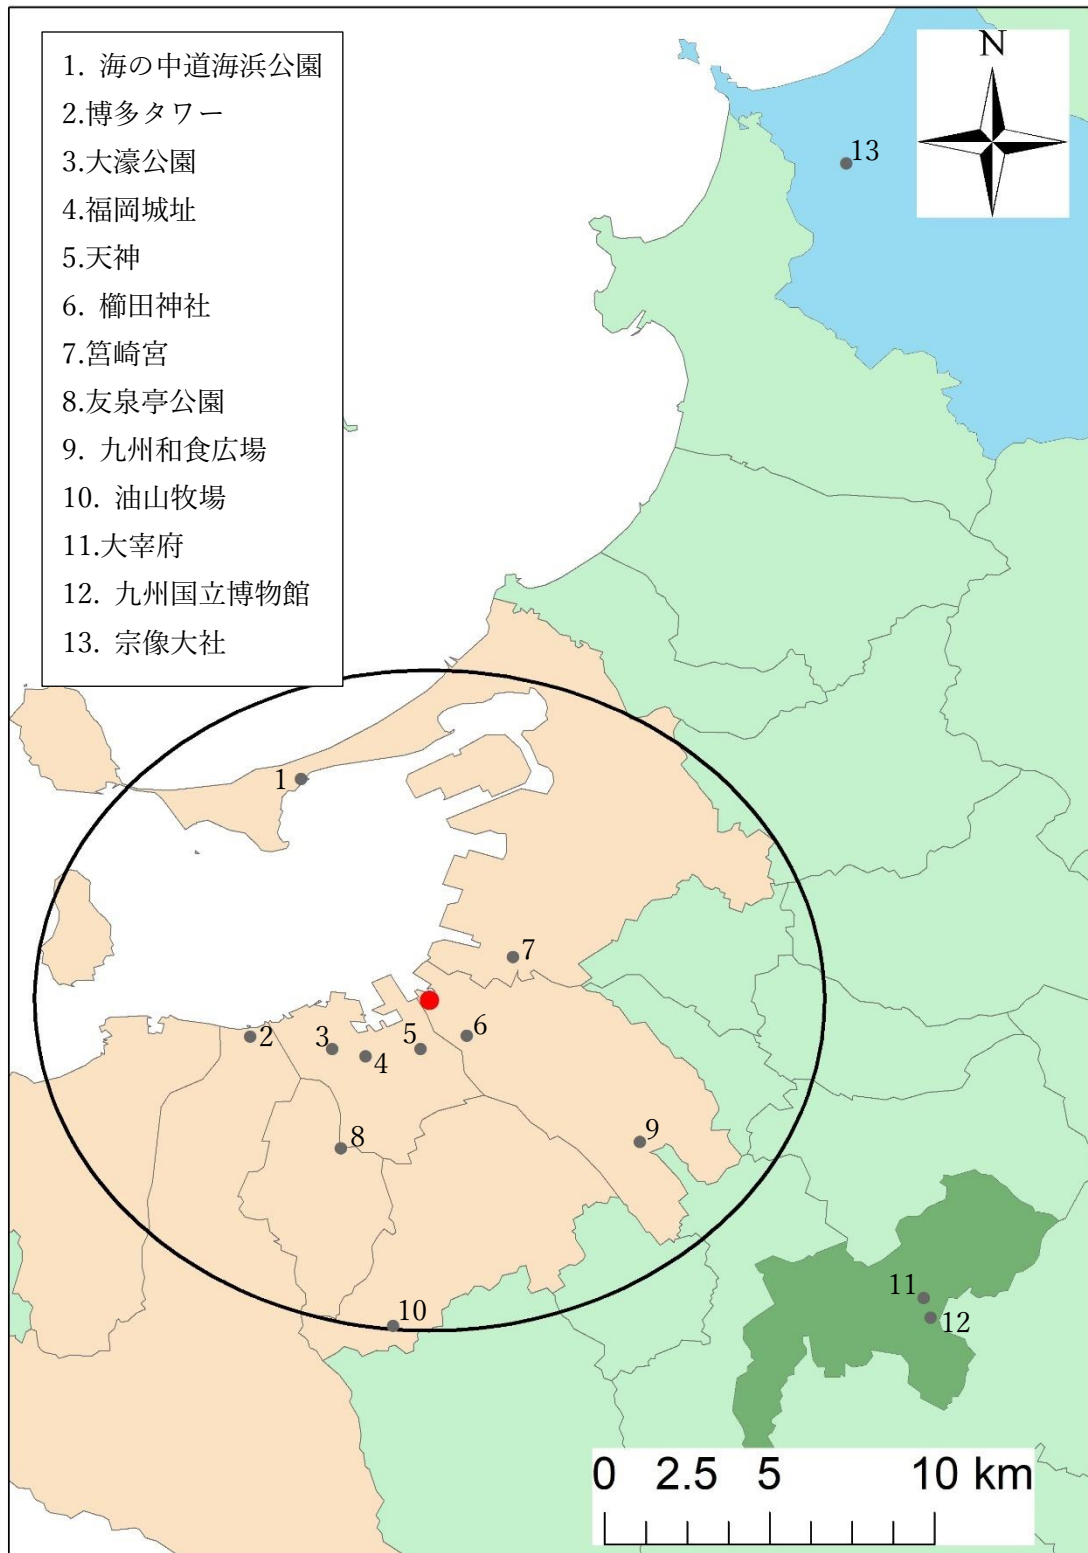 1. 海の中道海浜公園
2.博多タワー
3.大濠公園
4.福岡城址
5.天神
6. 櫛田神社
7.筥崎宮
8.友泉亭公園
9. 九州和食広場
10. 油山牧場
11.大宰府
12. 九州国立博物館
13. 宗像大社
N
13
1
7
2
3
4
5
6
8
9
10
11
12
0 2.5 5 10 km